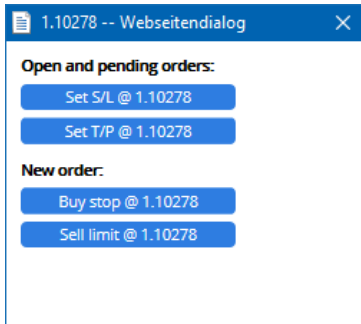 1.10278 -- Webseitendialog
Open and pending orders:
Set S/L @ 1.10278
Set T/P @ 1.10278
New order:
Buy stop @ 1.10278
Sell limit @ 1.10278